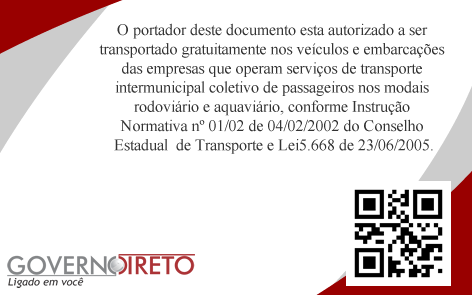 O portador deste documento esta autorizado a ser
transportado gratuitamente nos veículos e embarcações
das empresas que operam serviços de transporte
intermunicipal coletivo de passageiros nos modais
rodoviário e aquaviário, conforme Instrução
Normativa nº 01/02 de 04/02/2002 do Conselho
Estadual de Transporte e Lei5.668 de 23/06/2005.
GOVERNODIRETO
Ligado em você